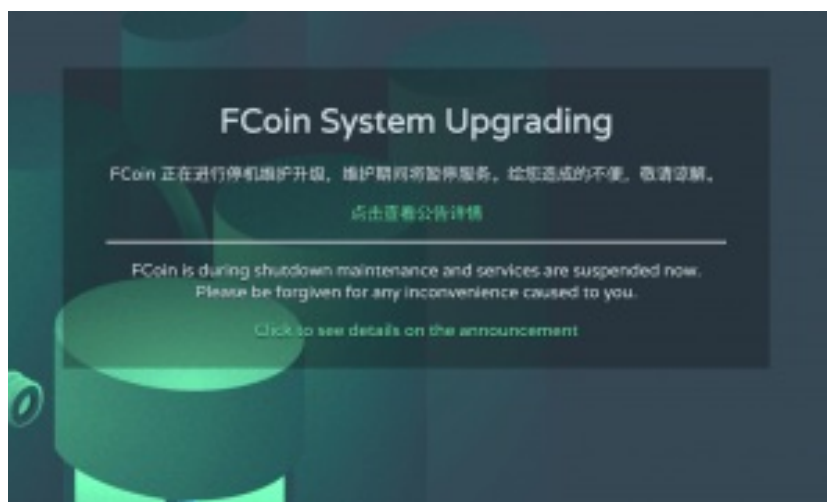 FCoin System Upgrading
FCoin 正在进行停机维护升级，维护期间将暂停服务。给您造成的不便，敬请谅解。
点击查看公告详情
FCoin is during shutdown maintenance and services are suspended now.
Please be forgiven for any inconvenience caused to you.
Click to see details on the announcement